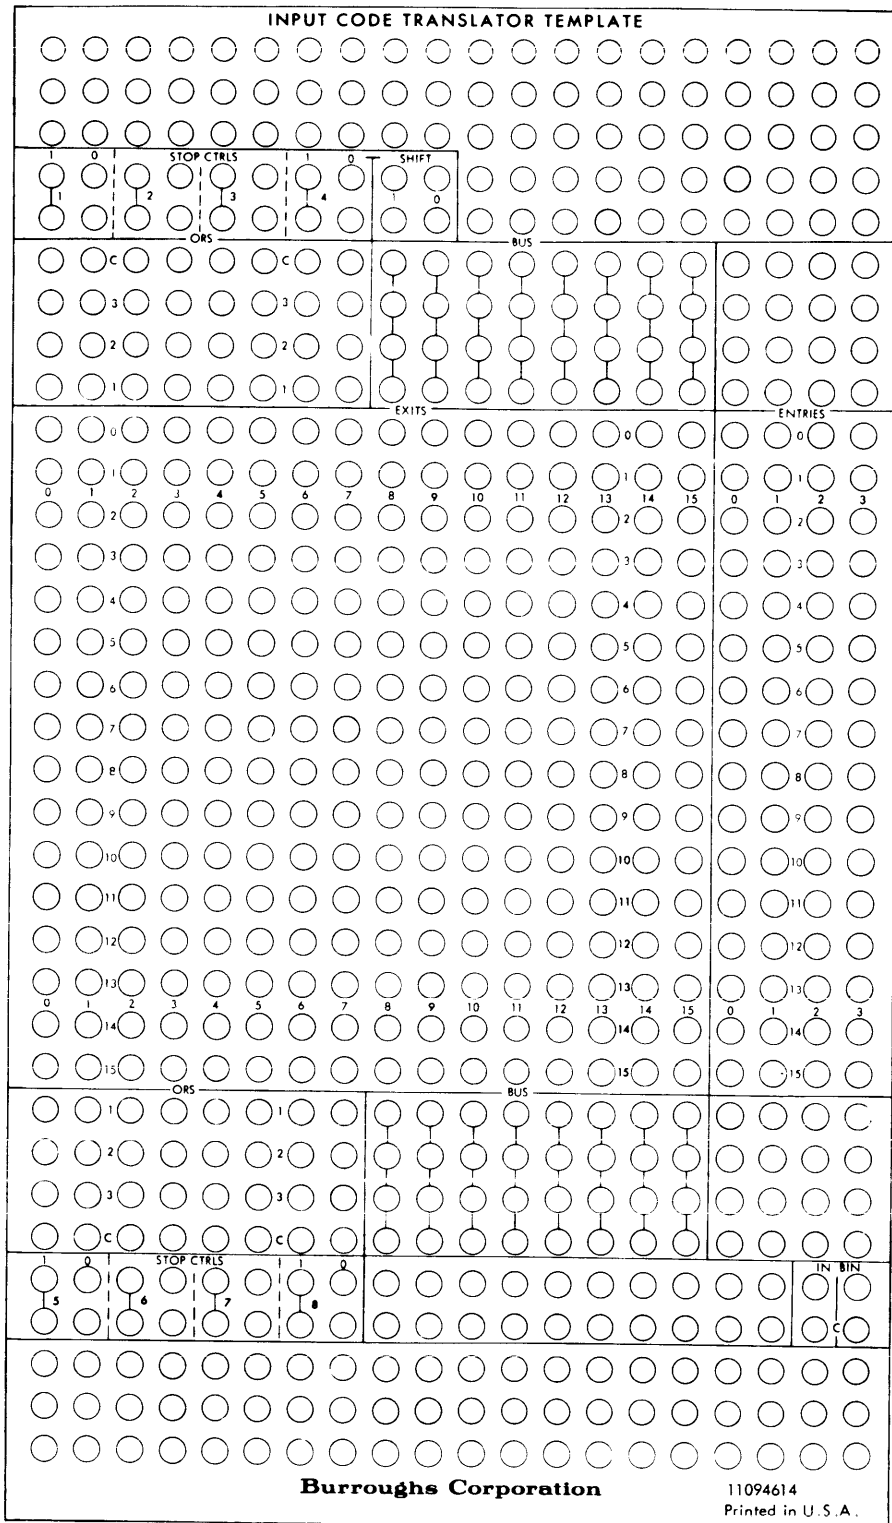 INPUT CODE TRANSLATOR TEMPLATE
1 0 STOP CTRLS 1 0 SHIFT
1 2 3 4 1 0
ORS BUS
C C
3 3
2 2
1 1
EXITS ENTRIES
0 0 0
1 1 1
0 1 2 3 4 5 6 7 8 9 10 11 12 13 14 15 0 1 2 3
2 2 2
3 3 3
4 4 4
5 5 5
6 6 6
7 7 7
8 8 8
9 9 9
10 10 10
11 11 11
12 12 12
13 13 13
0 1 2 3 4 5 6 7 8 9 10 11 12 13 14 15 0 1 2 3
14 14 14
15 15 15
ORS BUS
1 1
2 2
3 3
C C
1 0 STOP CTRLS 1 0 IN BIN
5 6 7 8
C
Burroughs Corporation
11094614
Printed in U.S.A.